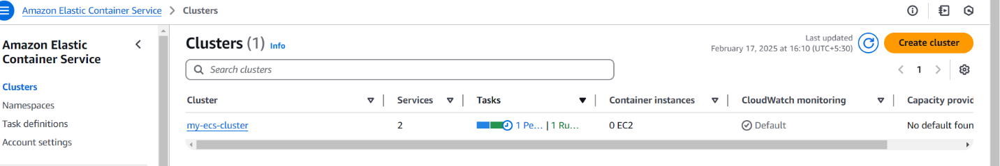 Amazon Elastic Container Service > Clusters
Amazon Elastic
Container Service
Clusters
Namespaces
Task definitions
Account settings
Clusters (1) Info
Last updated
February 17, 2025 at 16:10 (UTC+5:30)
Create cluster
Search clusters
1
Cluster Services Tasks Container instances CloudWatch monitoring Capacity provid
my-ecs-cluster 2 1 Pe... | 1 Ru... 0 EC2 Default No default foun